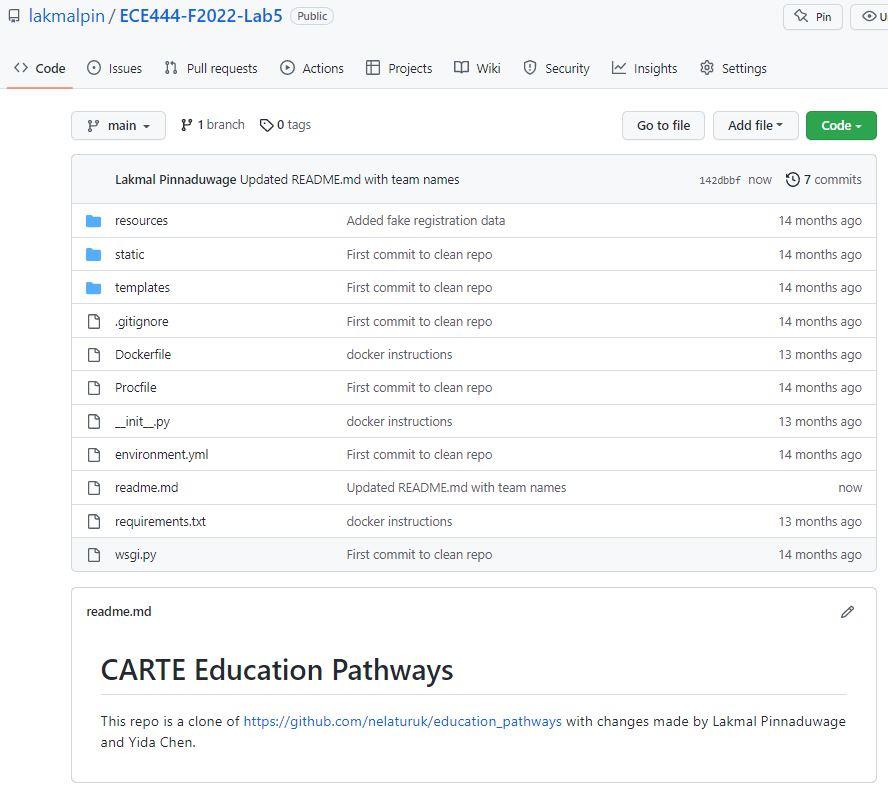 lakmalpin / ECE444-F2022-Lab5 Public Pin U
Code Issues Pull requests Actions Projects Wiki Security Insights Settings
main 1 branch 0 tags Go to file Add file Code
Lakmal Pinnaduwage Updated README.md with team names 142dbbf now 7 commits
resources Added fake registration data 14 months ago
static First commit to clean repo 14 months ago
templates First commit to clean repo 14 months ago
.gitignore First commit to clean repo 14 months ago
Dockerfile docker instructions 13 months ago
Procfile First commit to clean repo 14 months ago
__init__.py docker instructions 13 months ago
environment.yml First commit to clean repo 14 months ago
readme.md Updated README.md with team names now
requirements.txt docker instructions 13 months ago
wsgi.py First commit to clean repo 14 months ago
readme.md
CARTE Education Pathways
This repo is a clone of https://github.com/nelaturuk/education_pathways with changes made by Lakmal Pinnaduwage
and Yida Chen.